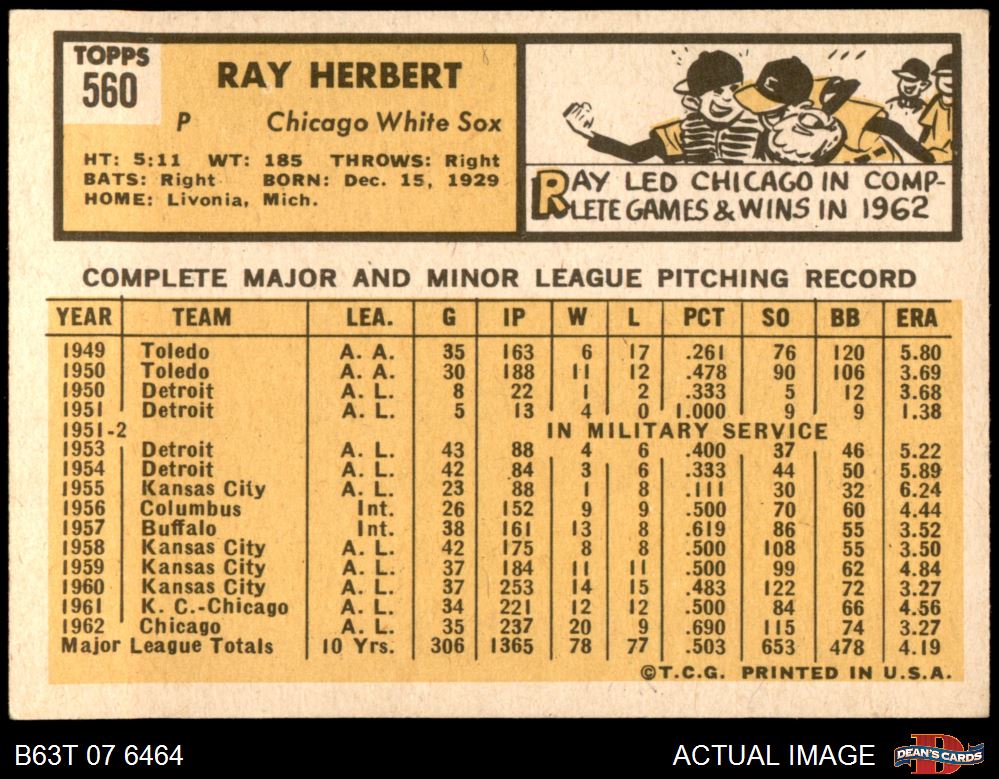 TOPPS
560
RAY HERBERT
P Chicago White Sox
HT: 5:11 WT: 185 THROWS: Right
BATS: Right BORN: Dec. 15, 1929
HOME: Livonia, Mich.
C
RAY LED CHICAGO IN COMP-
LETE GAMES & WINS IN 1962
COMPLETE MAJOR AND MINOR LEAGUE PITCHING RECORD
YEAR TEAM LEA. G IP W L PCT SO BB ERA
1949 Toledo A. A. 35 163 6 17 .261 76 120 5.80
1950 Toledo A. A. 30 188 11 12 .478 90 106 3.69
1950 Detroit A. L. 8 22 1 2 .333 5 12 3.68
1951 Detroit A. L. 5 13 4 0 1.000 9 9 1.38
1951-2 IN MILITARY SERVICE
1953 Detroit A. L. 43 88 4 6 .400 37 46 5.22
1954 Detroit A. L. 42 84 3 6 .333 44 50 5.89
1955 Kansas City A. L. 23 88 1 8 .111 30 32 6.24
1956 Columbus Int. 26 152 9 9 .500 70 60 4.44
1957 Buffalo Int. 38 161 13 8 .619 86 55 3.52
1958 Kansas City A. L. 42 175 8 8 .500 108 55 3.50
1959 Kansas City A. L. 37 184 11 11 .500 99 62 4.84
1960 Kansas City A. L. 37 253 14 15 .483 122 72 3.27
1961 K. C.-Chicago A. L. 34 221 12 12 .500 84 66 4.56
1962 Chicago A. L. 35 237 20 9 .690 115 74 3.27
Major League Totals 10 Yrs. 306 1365 78 77 .503 653 478 4.19
©T.C.G. PRINTED IN U.S.A.
B63T 07 6464
ACTUAL IMAGE
D
DEAN'S CARDS